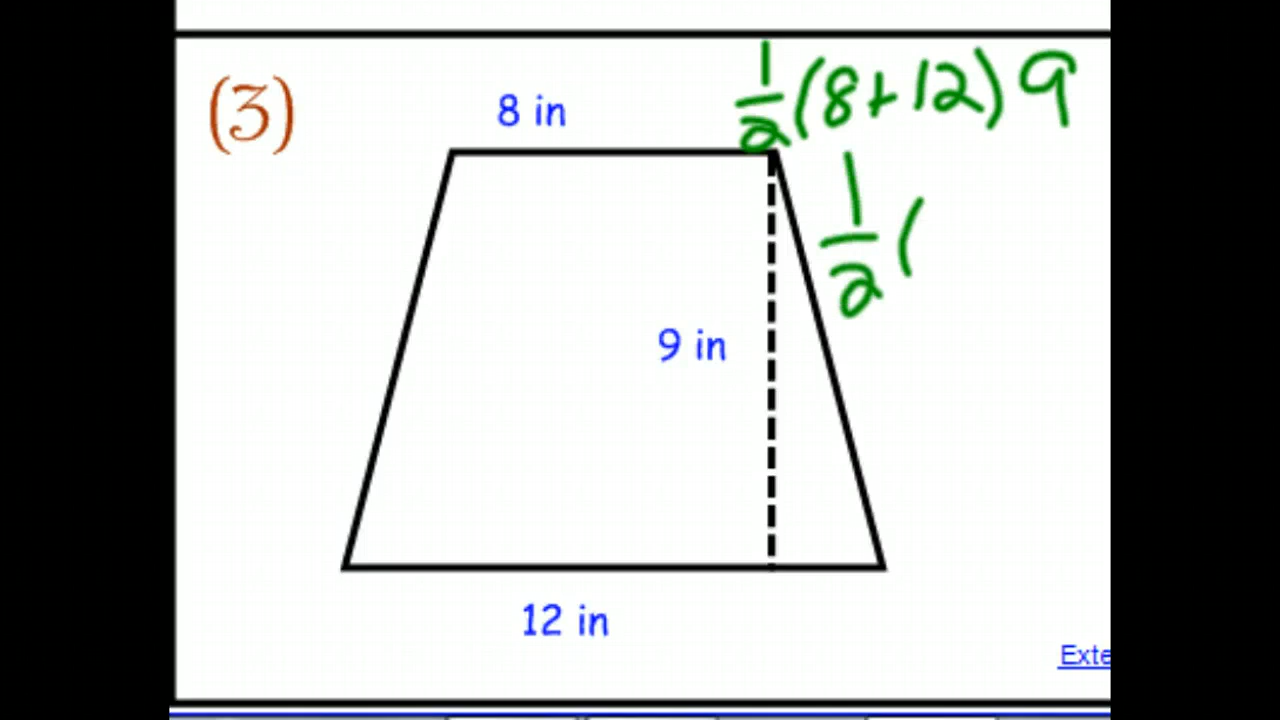 (3)
8 in
½(8+12)9
½(
9 in
12 in
Exte